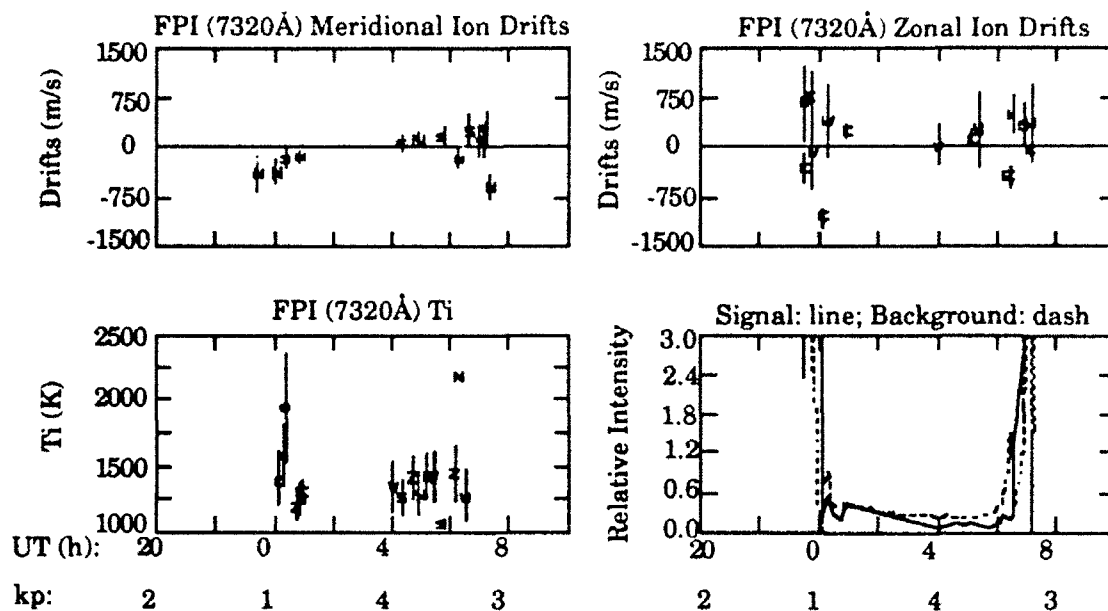 FPI (7320Å) Meridional Ion Drifts
1500
750
0
-750
-1500
Drifts (m/s)
FPI (7320Å) Zonal Ion Drifts
1500
750
0
-750
-1500
Drifts (m/s)
FPI (7320Å) Ti
2500
2000
1500
1000
Ti (K)
Signal: line; Background: dash
3.0
2.4
1.8
1.2
0.6
0.0
Relative Intensity
UT (h): 20 0 4 8 20 0 4 8
kp: 2 1 4 3 2 1 4 3